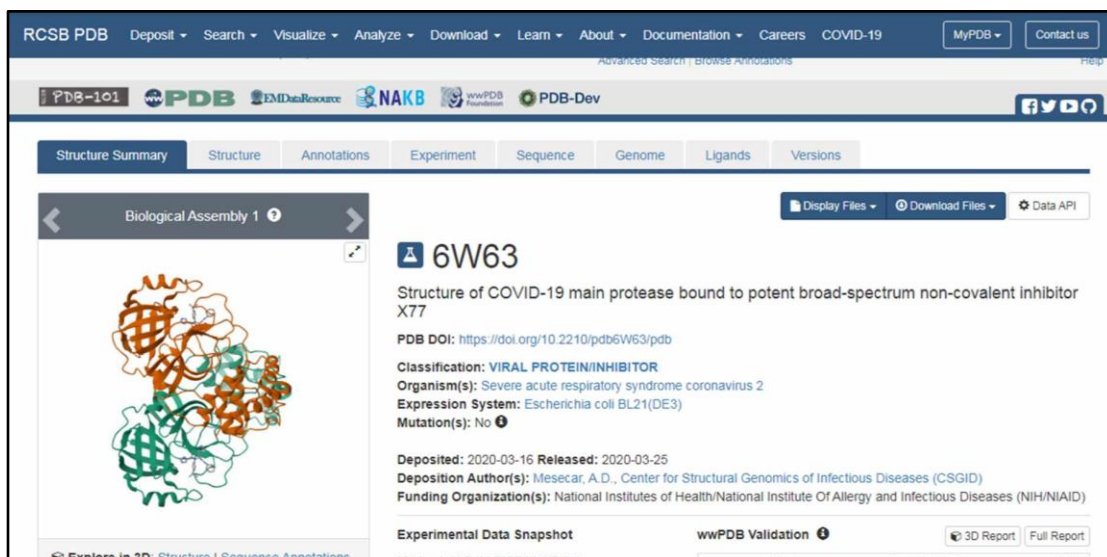 RCSB PDB Deposit Search Visualize Analyze Download Learn About Documentation Careers COVID-19 MyPDB Contact us
Advanced Search | Browse Annotations Help
PDB-101 PDB EMDataResource NAKB wwPDB Foundation PDB-Dev
Structure Summary Structure Annotations Experiment Sequence Genome Ligands Versions
Biological Assembly 1
Display Files Download Files Data API
6W63
Structure of COVID-19 main protease bound to potent broad-spectrum non-covalent inhibitor
X77
PDB DOI: https://doi.org/10.2210/pdb6W63/pdb
Classification: VIRAL PROTEIN/INHIBITOR
Organism(s): Severe acute respiratory syndrome coronavirus 2
Expression System: Escherichia coli BL21(DE3)
Mutation(s): No
Deposited: 2020-03-16 Released: 2020-03-25
Deposition Author(s): Mesecar, A.D., Center for Structural Genomics of Infectious Diseases (CSGID)
Funding Organization(s): National Institutes of Health/National Institute Of Allergy and Infectious Diseases (NIH/NIAID)
Experimental Data Snapshot wwPDB Validation 3D Report Full Report
Explore in 3D: Structure | Sequence Annotations